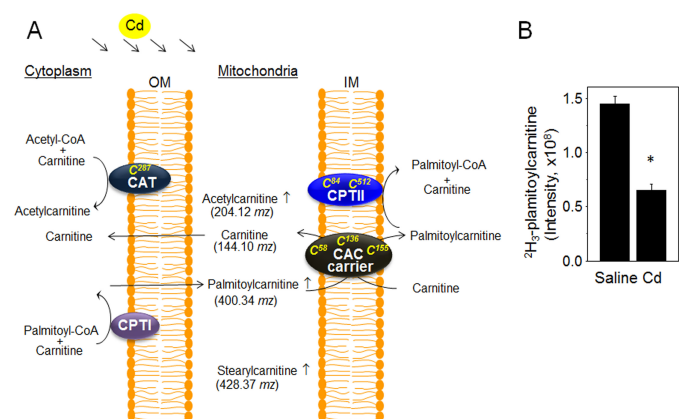 A
Cd
Cytoplasm
OM
Mitochondria
IM
Acetyl-CoA
+
Carnitine
C287
CAT
Acetylcarnitine
Carnitine
Acetylcarnitine ↑
(204.12 mz)
Carnitine
(144.10 mz)
Palmitoylcarnitine ↑
(400.34 mz)
C84 C512
CPTII
Palmitoyl-CoA
+
Carnitine
C136
C58 C155
CAC
carrier
Palmitoylcarnitine
Carnitine
Palmitoyl-CoA
+
Carnitine
CPTI
Stearylcarnitine ↑
(428.37 mz)
B
²H₃-plamitoylcarnitine
(Intensity, x10⁸)
1.5
1.0
0.5
0.0
*
Saline Cd